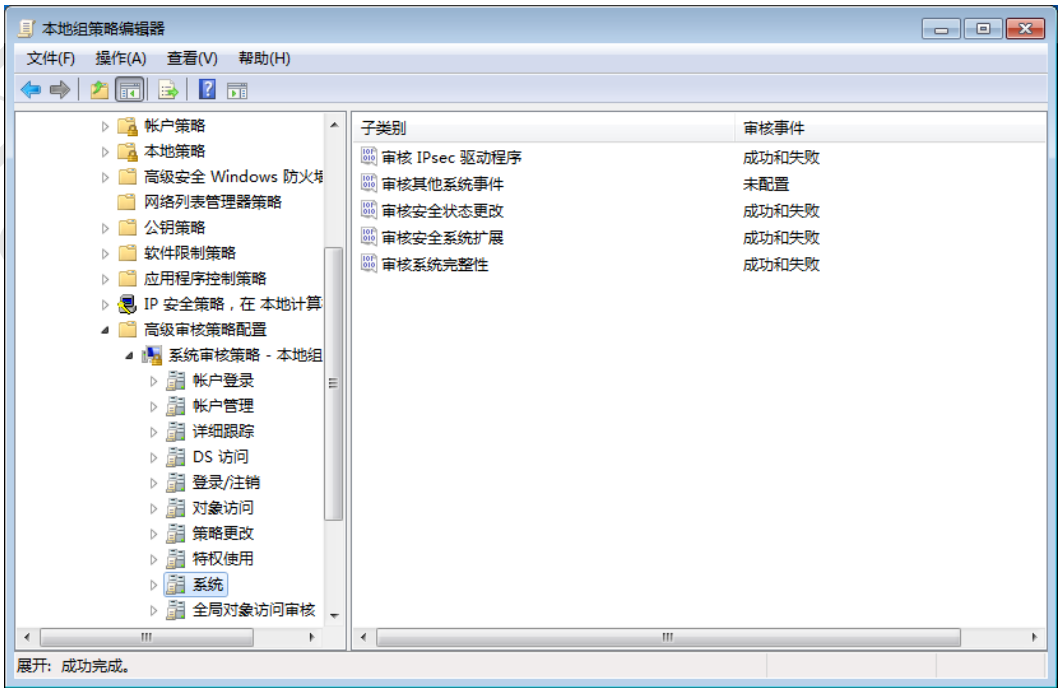 本地组策略编辑器
文件(F) 操作(A) 查看(V) 帮助(H)
帐户策略
本地策略
高级安全 Windows 防火墙
网络列表管理器策略
公钥策略
软件限制策略
应用程序控制策略
IP 安全策略，在 本地计算
高级审核策略配置
系统审核策略 - 本地组
帐户登录
帐户管理
详细跟踪
DS 访问
登录/注销
对象访问
策略更改
特权使用
系统
全局对象访问审核
子类别 审核事件
审核 IPsec 驱动程序 成功和失败
审核其他系统事件 未配置
审核安全状态更改 成功和失败
审核安全系统扩展 成功和失败
审核系统完整性 成功和失败
展开: 成功完成。